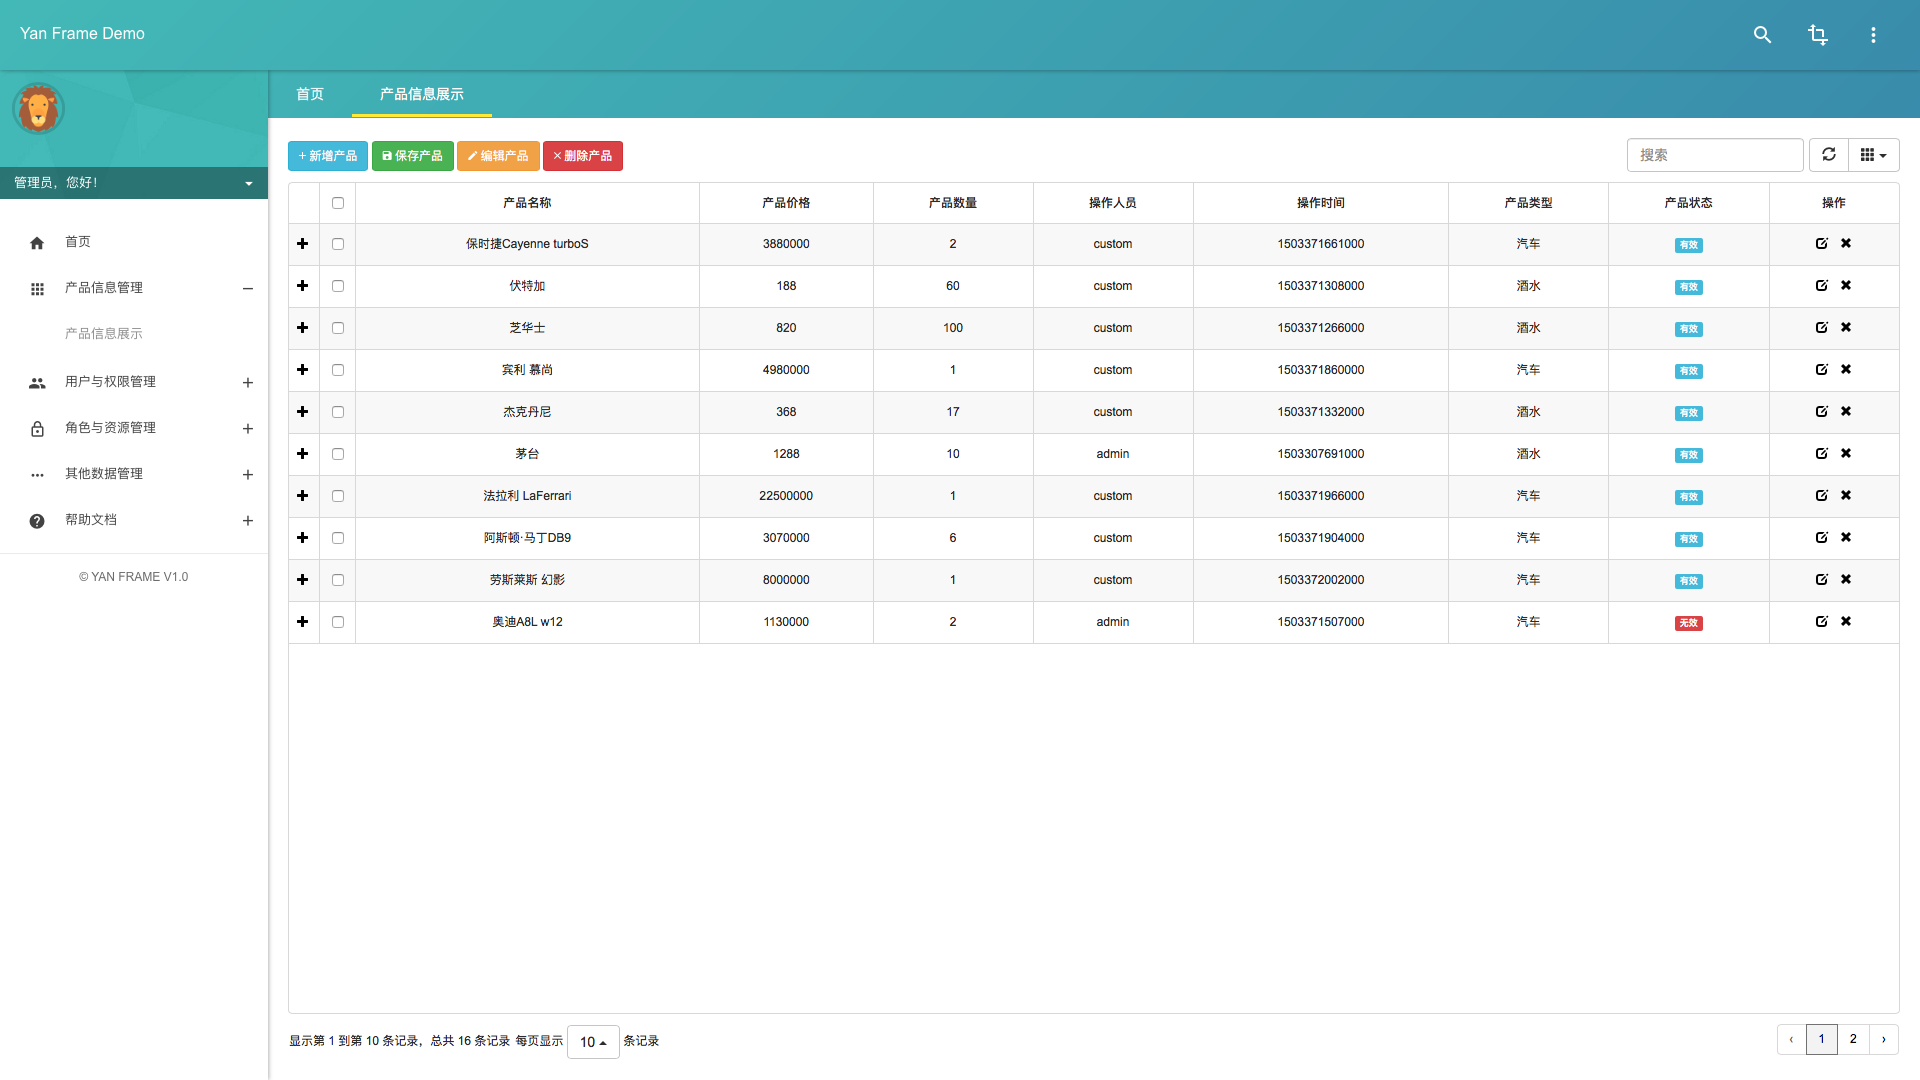 Yan Frame Demo
首页 产品信息展示
管理员，您好！
首页
产品信息管理
产品信息展示
用户与权限管理
角色与资源管理
其他数据管理
帮助文档
© YAN FRAME V1.0
新增产品 保存产品 编辑产品 删除产品 搜索
产品名称 产品价格 产品数量 操作人员 操作时间 产品类型 产品状态 操作
保时捷Cayenne turboS 3880000 2 custom 1503371661000 汽车 有效
伏特加 188 60 custom 1503371308000 酒水 有效
芝华士 820 100 custom 1503371266000 酒水 有效
宾利 慕尚 4980000 1 custom 1503371860000 汽车 有效
杰克丹尼 368 17 custom 1503371332000 酒水 有效
茅台 1288 10 admin 1503307691000 酒水 有效
法拉利 LaFerrari 22500000 1 custom 1503371966000 汽车 有效
阿斯顿·马丁DB9 3070000 6 custom 1503371904000 汽车 有效
劳斯莱斯 幻影 8000000 1 custom 1503372002000 汽车 有效
奥迪A8L w12 1130000 2 admin 1503371507000 汽车 无效
显示第 1 到第 10 条记录，总共 16 条记录 每页显示 10 条记录 ‹ 1 2 ›